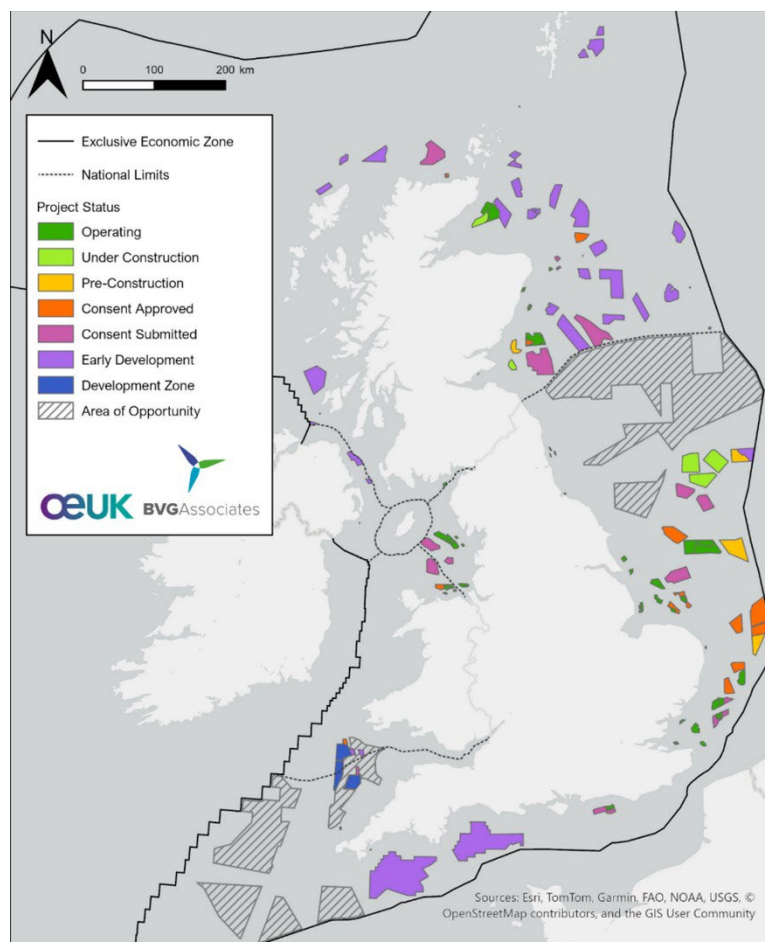 N
0 100 200 km
Exclusive Economic Zone
National Limits
Project Status
Operating
Under Construction
Pre-Construction
Consent Approved
Consent Submitted
Early Development
Development Zone
Area of Opportunity
OEUK
BVGAssociates
Sources: Esri, TomTom, Garmin, FAO, NOAA, USGS, ©
OpenStreetMap contributors, and the GIS User Community